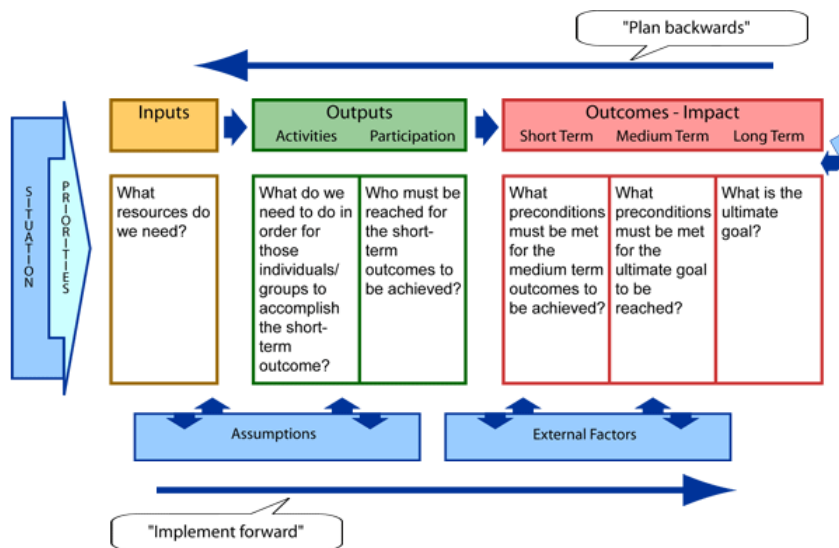 "Plan backwards"
Inputs
Outputs
Activities
Participation
Outcomes - Impact
Short Term
Medium Term
Long Term
SITUATION
PRIORITIES
What
resources do
we need?
What do we
need to do in
order for
those
individuals/
groups to
accomplish
the short-
term
outcome?
Who must be
reached for
the short-
term
outcomes to
be achieved?
What
preconditions
must be met
for the
medium term
outcomes to
be achieved?
What
preconditions
must be met
for the
ultimate goal
to be
reached?
What is the
ultimate
goal?
Assumptions
External Factors
"Implement forward"